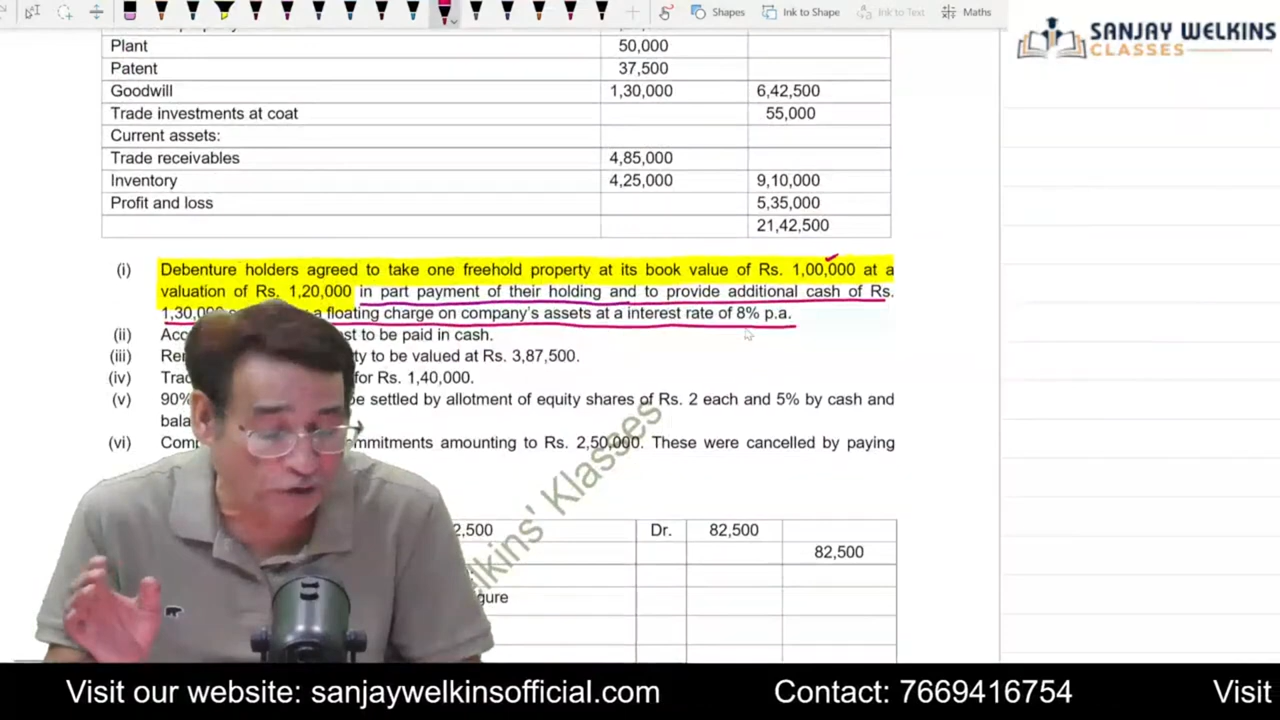 Shapes Ink to Shape Ink to Text Maths
SANJAY WELKINS
CLASSES
Plant 50,000
Patent 37,500
Goodwill 1,30,000 6,42,500
Trade investments at coat 55,000
Current assets:
Trade receivables 4,85,000
Inventory 4,25,000 9,10,000
Profit and loss 5,35,000
21,42,500
(i) Debenture holders agreed to take one freehold property at its book value of Rs. 1,00,000 at a
valuation of Rs. 1,20,000 in part payment of their holding and to provide additional cash of Rs.
1,30,000 a floating charge on company's assets at a interest rate of 8% p.a.
(ii) to be paid in cash.
(iii) to be valued at Rs. 3,87,500.
(iv) for Rs. 1,40,000.
(v) 90% settled by allotment of equity shares of Rs. 2 each and 5% by cash and
(vi) amounting to Rs. 2,50,000. These were cancelled by paying
Klasses
Dr. 82,500
82,500
Visit our website: sanjaywelkinsofficial.com Contact: 7669416754 Visit